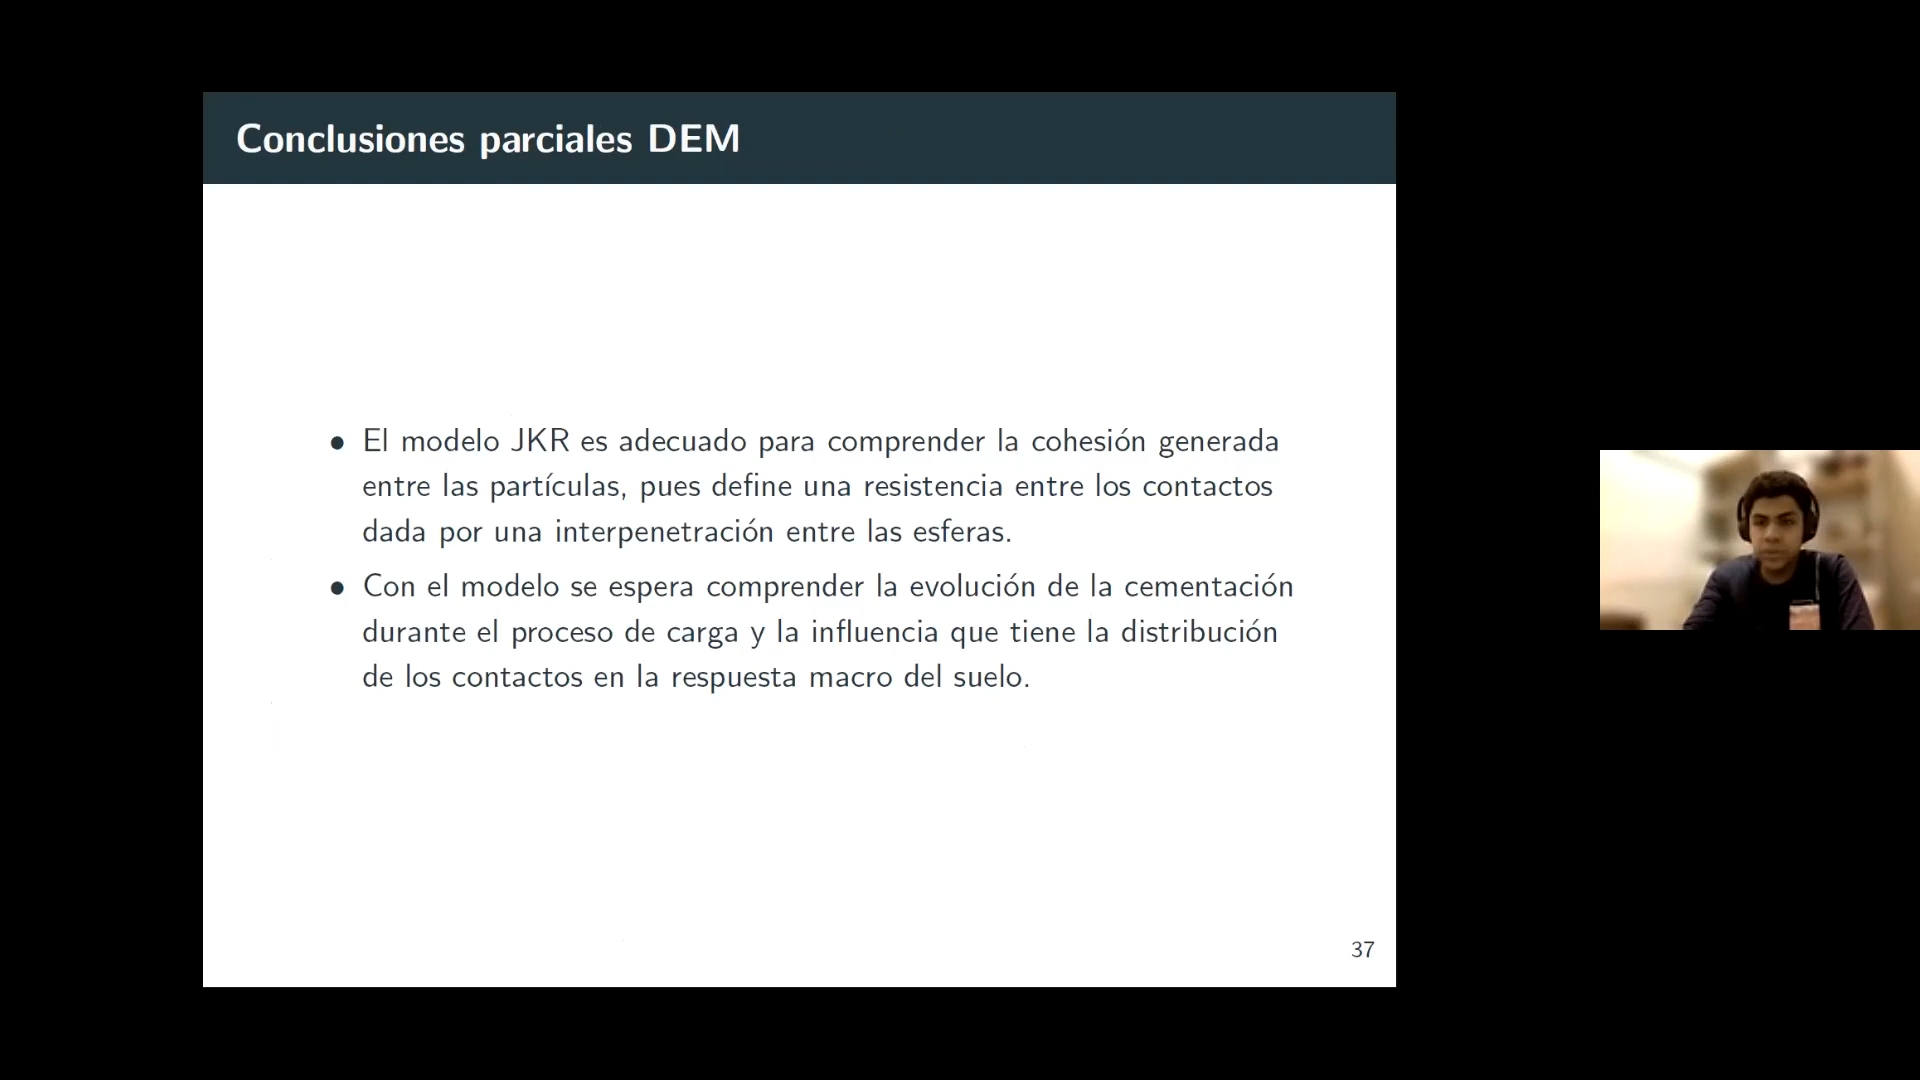 Conclusiones parciales DEM
• El modelo JKR es adecuado para comprender la cohesión generada
entre las partículas, pues define una resistencia entre los contactos
dada por una interpenetración entre las esferas.
• Con el modelo se espera comprender la evolución de la cementación
durante el proceso de carga y la influencia que tiene la distribución
de los contactos en la respuesta macro del suelo.
37